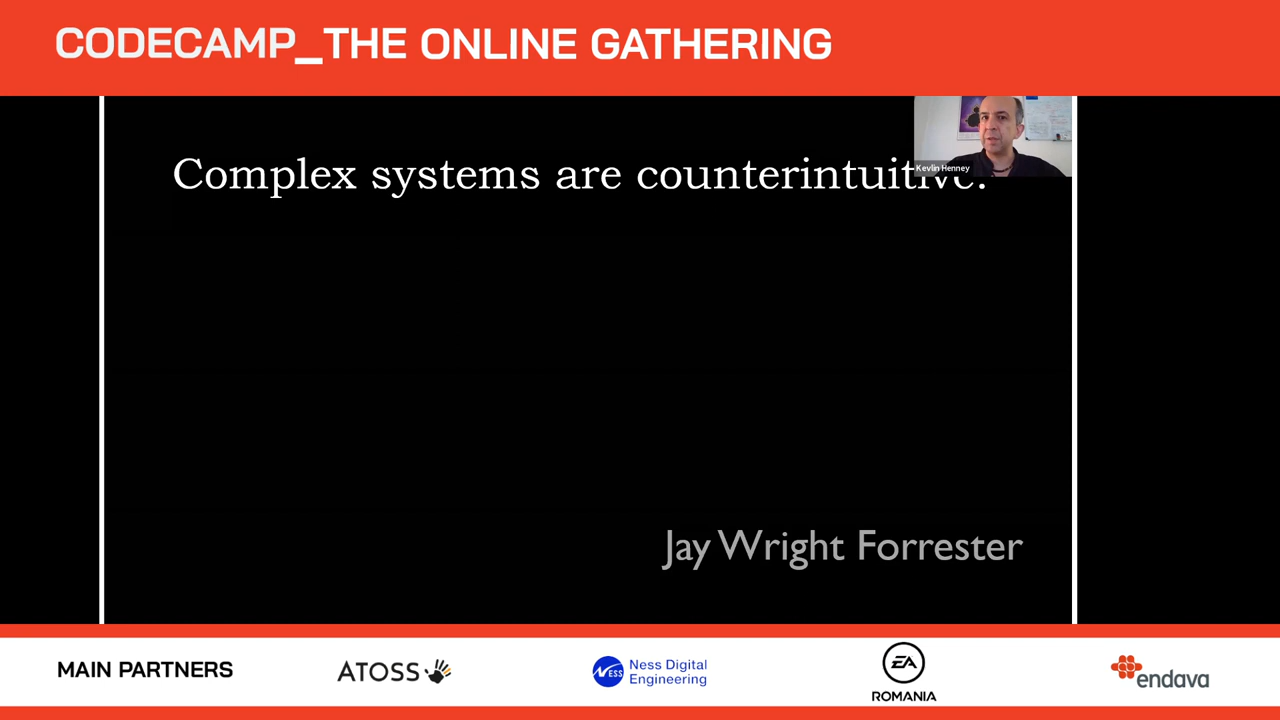 CODECAMP_THE ONLINE GATHERING
Complex systems are counterintuitive.
Kevlin Henney
Jay Wright Forrester
MAIN PARTNERS
ATOSS
NESS
Ness Digital
Engineering
EA
ROMANIA
endava